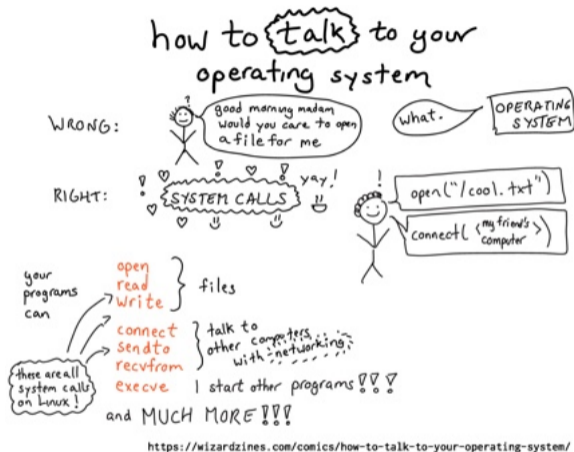 how to talk to your
operating system
WRONG:
good morning madam
would you care to open
a file for me
what.
OPERATING
SYSTEM
RIGHT:
SYSTEM CALLS
yay!
open("/cool.txt")
connect(<my friend's
computer>)
your
programs
can
open
read
write
files
connect
sendto
recvfrom
talk to
other computers
with networking
execve
I start other programs!!!
these are all
system calls
on Linux!
and MUCH MORE!!!
https://wizardzines.com/comics/how-to-talk-to-your-operating-system/